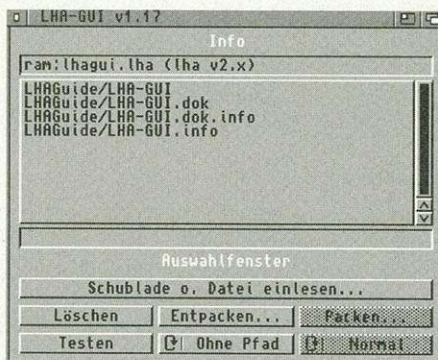 LHA-GUI v1.17
Info
ram:lhagui.lha (lha v2.x)
LHAGuide/LHA-GUI
LHAGuide/LHA-GUI.dok
LHAGuide/LHA-GUI.dok.info
LHAGuide/LHA-GUI.info
Auswahlfenster
Schublade o. Datei einlesen...
Löschen Entpacken... Packen...
Testen Ohne Pfad Normal